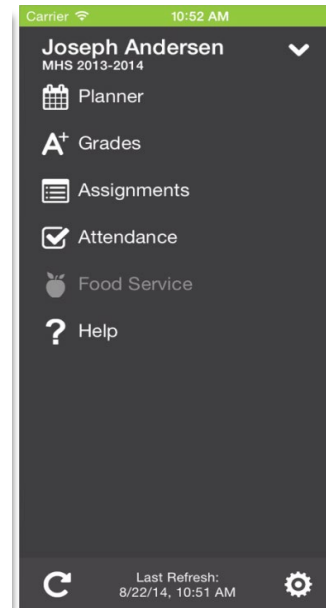 Carrier 10:52 AM
Joseph Andersen
MHS 2013-2014
Planner
A+ Grades
Assignments
Attendance
Food Service
? Help
Last Refresh:
8/22/14, 10:51 AM